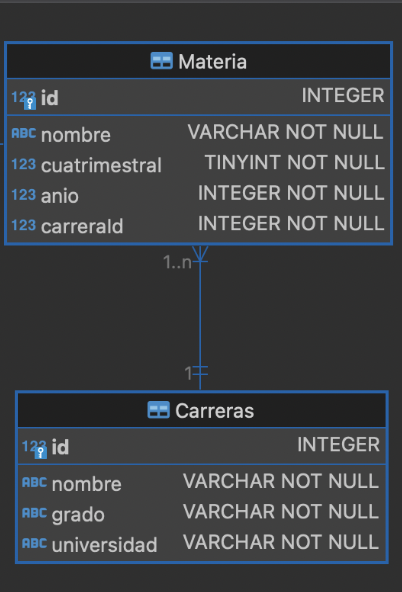 Materia
123 id INTEGER
ABC nombre VARCHAR NOT NULL
123 cuatrimestral TINYINT NOT NULL
123 anio INTEGER NOT NULL
123 carreraId INTEGER NOT NULL
1..n
1
Carreras
123 id INTEGER
ABC nombre VARCHAR NOT NULL
ABC grado VARCHAR NOT NULL
ABC universidad VARCHAR NOT NULL